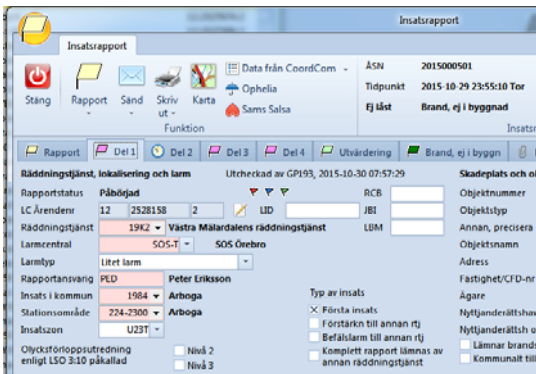 Insatsrapport
Insatsrapport
Stäng
Rapport
Sänd
Skriv ut
Karta
Data från CoordCom
Ophelia
Sams Salsa
Funktion
ÅSN 2015000501
Tidpunkt 2015-10-29 23:55:10 Tor
Ej låst Brand, ej i byggnad
Insats
Rapport Del 1 Del 2 Del 3 Del 4 Utvärdering Brand, ej i byggn
Räddningstjänst, lokalisering och larm Utcheckad av GP193, 2015-10-30 07:57:29 Skadeplats och ol
Rapportstatus Påbörjad RCB Objektnummer
LC Ärendenr 12 2528158 2 LID JBI Objektstyp
Räddningstjänst 19K2 Västra Mälardalens räddningstjänst LBM Annan, precisera
Larmcentral SOS-T SOS Örebro Objektsnamn
Larmtyp Litet larm Adress
Rapportansvarig PED Peter Eriksson Fastighet/CFD-nr
Insats i kommun 1984 Arboga Typ av insats Ägare
Stationsområde 224-2300 Arboga Första insats Nyttjanderättshav
Insatszon U23T Förstärkn till annan rtj Nyttjanderättsh o
Befälslarm till annan rtj Lämnar brands
Olycksförloppsutredning enligt LSO 3:10 påkallad Nivå 2 Komplett rapport lämnas av annan räddningstjänst Kommunalt till
Nivå 3